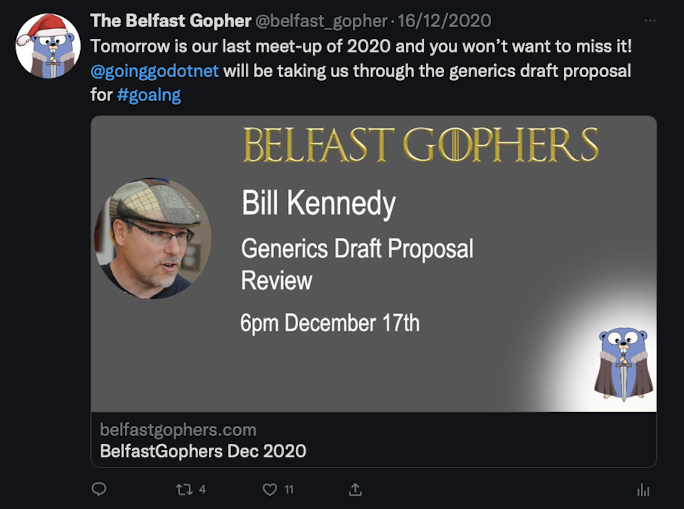 The Belfast Gopher @belfast_gopher · 16/12/2020
Tomorrow is our last meet-up of 2020 and you won’t want to miss it!
@goinggodotnet will be taking us through the generics draft proposal
for #goalng
BELFAST GOPHERS
Bill Kennedy
Generics Draft Proposal
Review
6pm December 17th
belfastgophers.com
BelfastGophers Dec 2020
4 11